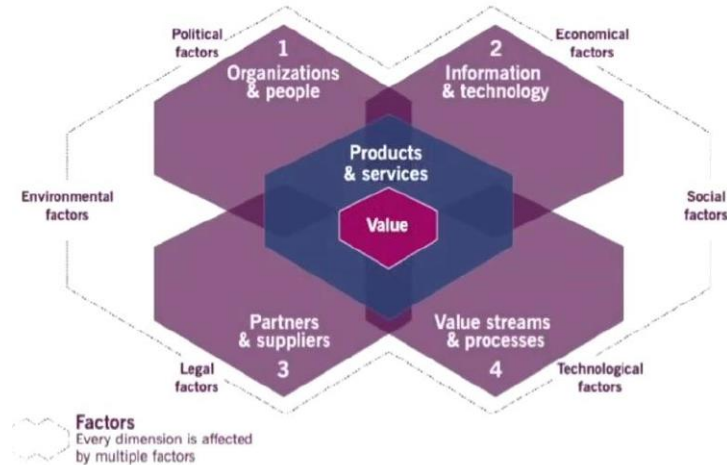 Political
factors
1
Organizations
& people
2
Information
& technology
Economical
factors
Products
& services
Environmental
factors
Value
Social
factors
Partners
& suppliers
3
Value streams
& processes
4
Legal
factors
Technological
factors
Factors
Every dimension is affected
by multiple factors